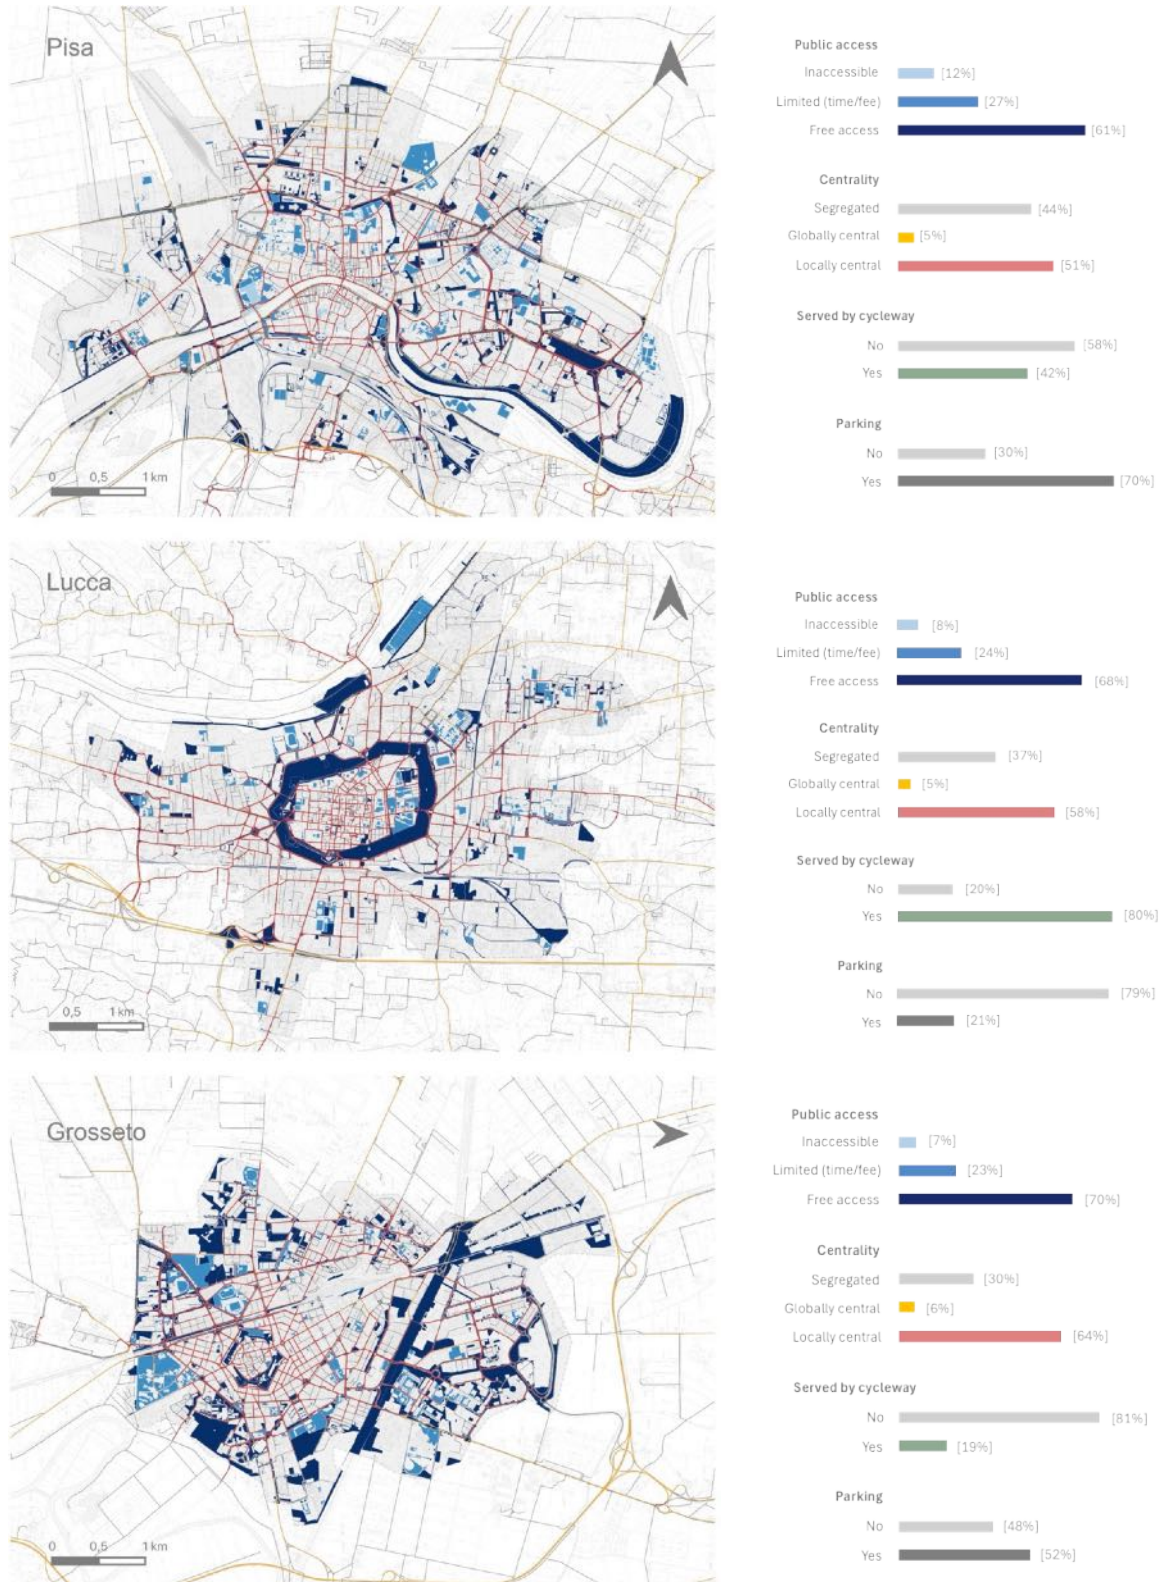 Pisa
0 0,5 1 km
Public access
Inaccessible [12%]
Limited (time/fee) [27%]
Free access [61%]
Centrality
Segregated [44%]
Globally central [5%]
Locally central [51%]
Served by cycleway
No [58%]
Yes [42%]
Parking
No [30%]
Yes [70%]
Lucca
0,5 1 km
Public access
Inaccessible [8%]
Limited (time/fee) [24%]
Free access [68%]
Centrality
Segregated [37%]
Globally central [5%]
Locally central [58%]
Served by cycleway
No [20%]
Yes [80%]
Parking
No [79%]
Yes [21%]
Grosseto
0 0,5 1 km
Public access
Inaccessible [7%]
Limited (time/fee) [23%]
Free access [70%]
Centrality
Segregated [30%]
Globally central [6%]
Locally central [64%]
Served by cycleway
No [81%]
Yes [19%]
Parking
No [48%]
Yes [52%]